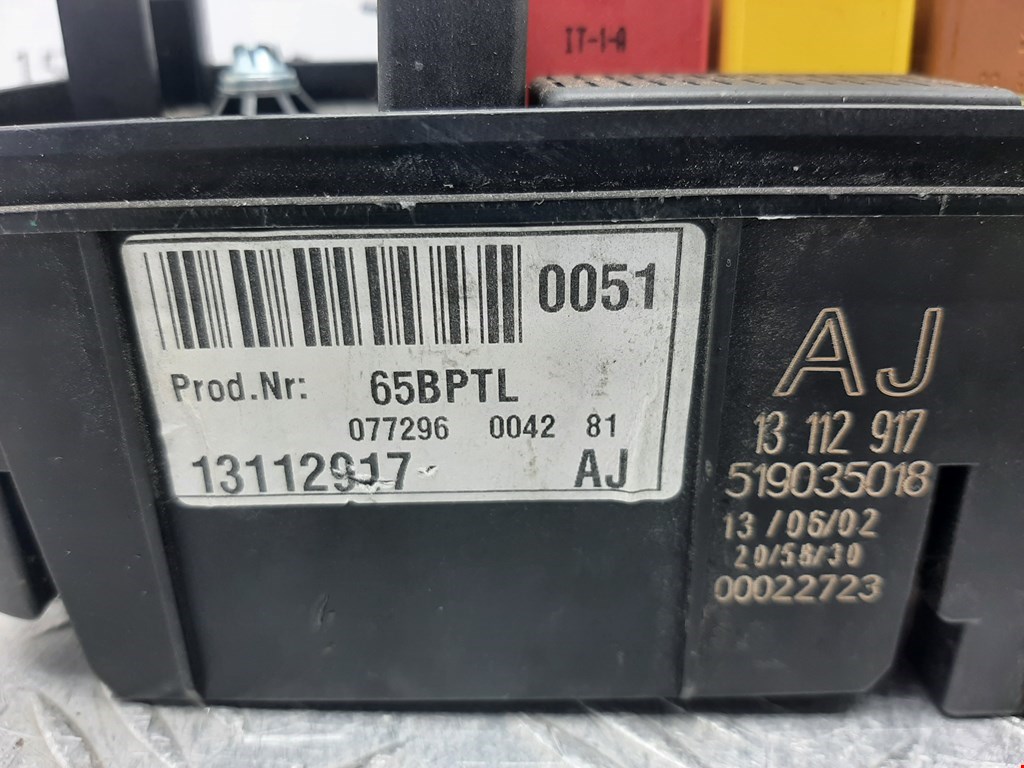 IT-1-A
0051
Prod.Nr: 65BPTL
077296 0042 81
13112917 AJ
AJ
13 112 917
519035018
13/06/02
20/58/30
00022723